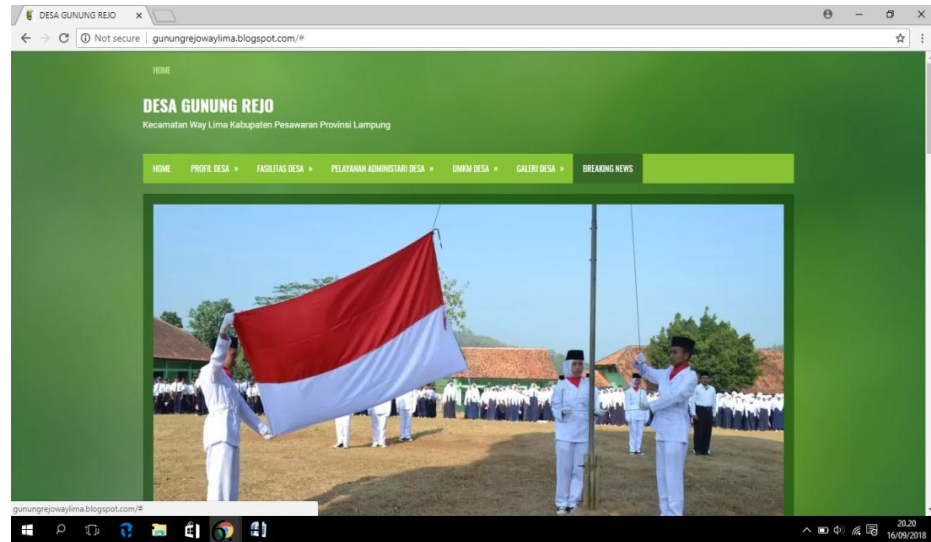 DESA GUNUNG REJO
Not secure | gunungrejowaylima.blogspot.com/#
HOME
DESA GUNUNG REJO
Kecamatan Way Lima Kabupaten Pesawaran Provinsi Lampung
HOME PROFIL DESA » FASILITAS DESA » PELAYANAN ADMINISTARI DESA » UMKM DESA » GALERI DESA » BREAKING NEWS
gunungrejowaylima.blogspot.com/#
20.20
16/09/2018